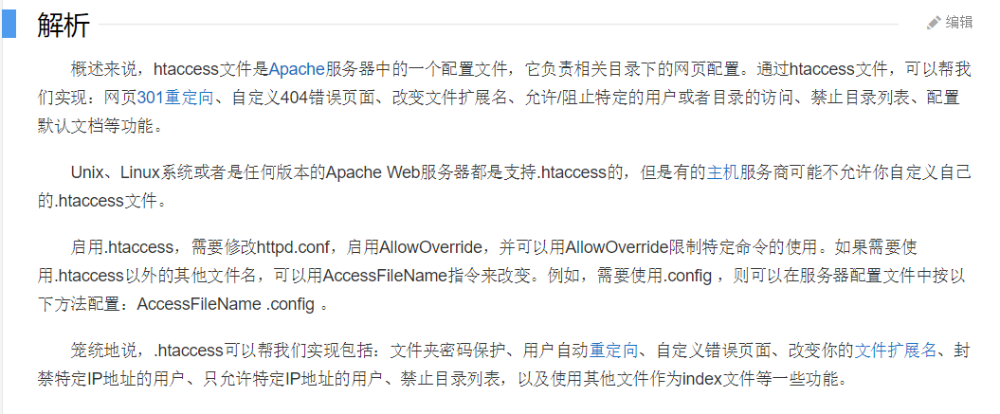 解析
编辑
概述来说，htaccess文件是Apache服务器中的一个配置文件，它负责相关目录下的网页配置。通过htaccess文件，可以帮我
们实现：网页301重定向、自定义404错误页面、改变文件扩展名、允许/阻止特定的用户或者目录的访问、禁止目录列表、配置
默认文档等功能。
Unix、Linux系统或者是任何版本的Apache Web服务器都是支持.htaccess的，但是有的主机服务商可能不允许你自定义自己
的.htaccess文件。
启用.htaccess，需要修改httpd.conf，启用AllowOverride，并可以用AllowOverride限制特定命令的使用。如果需要使
用.htaccess以外的其他文件名，可以用AccessFileName指令来改变。例如，需要使用.config ，则可以在服务器配置文件中按以
下方法配置：AccessFileName .config 。
笼统地说，.htaccess可以帮我们实现包括：文件夹密码保护、用户自动重定向、自定义错误页面、改变你的文件扩展名、封
禁特定IP地址的用户、只允许特定IP地址的用户、禁止目录列表，以及使用其他文件作为index文件等一些功能。